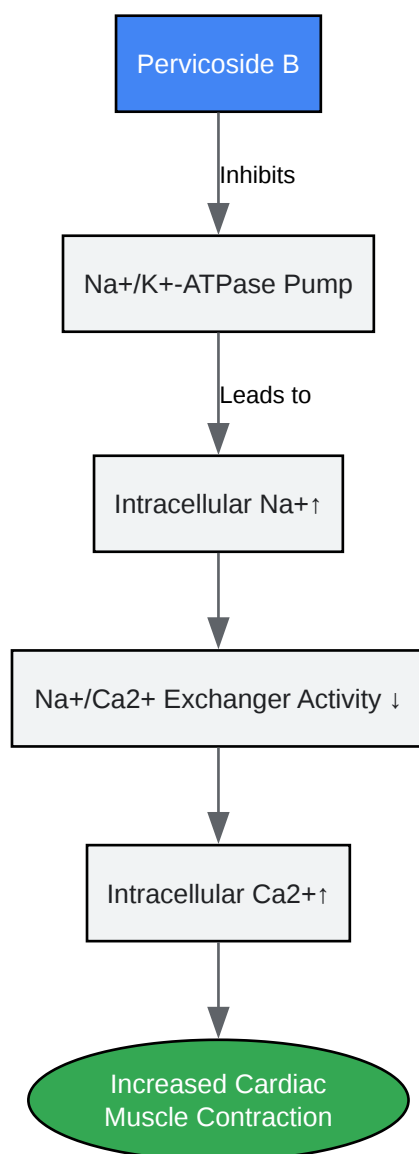 Pervicoside B
Inhibits
Na+/K+-ATPase Pump
Leads to
Intracellular Na+↑
Na+/Ca2+ Exchanger Activity ↓
Intracellular Ca2+↑
Increased Cardiac
Muscle Contraction